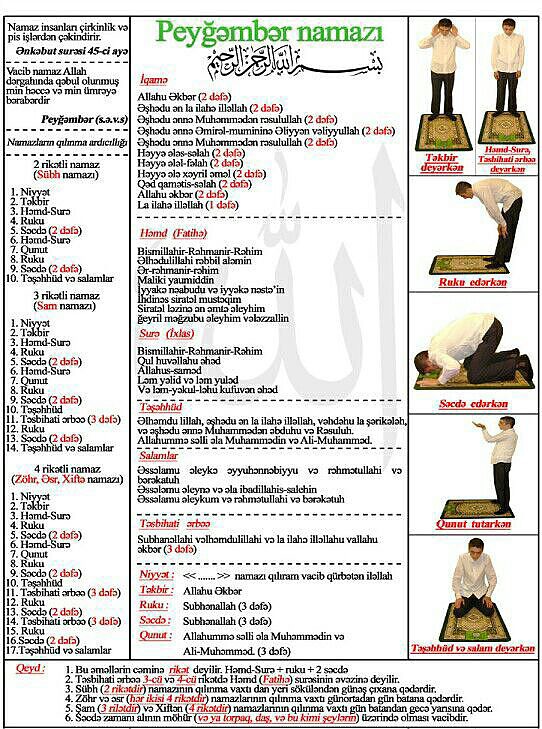 Namaz insanları çirkinlik və
pis işlərdən çəkindirir.
Ənkəbut surəsi 45-ci ayə
Vacib namaz Allah
dərgahında qəbul olunmuş
min həccə və min ümrəyə
bərabərdir
Peyğəmbər (s.ə.v.s)
Namazların qılınma ardıcıllığı
2 rikətli namaz
(Sübh namazı)
1. Niyyət
2. Təkbir
3. Həmd-Surə
4. Ruku
5. Səcdə (2 dəfə)
6. Həmd-Surə
7. Qunut
8. Ruku
9. Səcdə (2 dəfə)
10. Təşəhhüd və salamlar
3 rikətli namaz
(Şam namazı)
1. Niyyət
2. Təkbir
3. Həmd-Surə
4. Ruku
5. Səcdə (2 dəfə)
6. Həmd-Surə
7. Qunut
8. Ruku
9. Səcdə (2 dəfə)
10. Təşəhhüd
11. Təsbihati ərbəə (3 dəfə)
12. Ruku
13. Səcdə (2 dəfə)
14. Təşəhhüd və salamlar
4 rikətli namaz
(Zöhr, Əsr, Xiftə namazı)
1. Niyyət
2. Təkbir
3. Həmd-Surə
4. Ruku
5. Səcdə (2 dəfə)
6. Həmd-Surə
7. Qunut
8. Ruku
9. Səcdə (2 dəfə)
10. Təşəhhüd
11. Təsbihati ərbəə (3 dəfə)
12. Ruku
13. Səcdə (2 dəfə)
14. Təsbihati ərbəə (3 dəfə)
15. Ruku
16.Səcdə (2 dəfə)
17.Təşəhhüd və salamlar
Peyğəmbər namazı
بسم الله الرحمن الرحيم
İqamə
Allahu Əkbər (2 dəfə)
Əşhədu ən la ilahə illəllah (2 dəfə)
Əşhədu ənnə Muhəmmədən rəsulullah (2 dəfə)
Əşhədu ənnə Əmirəl-muminina Əliyyən vəliyyullah (2 dəfə)
Əşhədu ənnə Muhəmmədən rəsulullah (2 dəfə)
Həyyə ələs-səlah (2 dəfə)
Həyyə ələl-fəlah (2 dəfə)
Həyyə ələ xəyril əməl (2 dəfə)
Qəd qamətis-səlah (2 dəfə)
Allahu əkbər (2 dəfə)
La ilahə illəllah (1 dəfə)
Həmd (Fatihə)
Bismillahir-Rəhmanir-Rəhim
Əlhədulillahi rəbbil aləmin
Ər-rəhmanir-rəhim
Maliki yaumiddin
İyyakə nəəbudu və iyyəkə nəstə'in
İhdinəs siratəl mustəqim
Siratəl ləzinə ən əmtə əleyhim
ğeyril məğzubu əleyhim vələzzallin
Surə (İxlas)
Bismillahir-Rəhmanir-Rəhim
Qul huvəllahu əhəd
Allahus-səməd
Ləm yəlid və ləm yuləd
Və ləm-yəkul-ləhu kufuvən əhəd
Təşəhhüd
Əlhəmdu lillah, əşhədu ən la ilahə illəllah, vəhdəhu la şərikələh,
və əşhədu ənnə Muhəmmədən əbduhu və Rəsuluh.
Allahummə səlli əla Muhəmmədin və Ali-Muhəmməd.
Salamlar
Əssəlamu əleykə əyyuhənnəbiyyu və rəhmətullahi və
bərəkatuh
Əssəlamu əleynə və əla ibədillahis-salehin
Əssəlamu əleykum və rəhmətullahi və bərəkətuh
Təsbihati ərbəə
Subhanəllahi vəlhəmdulillahi və la ilahə illəllahu vallahu
əkbər (3 dəfə)
Niyyət : << ....... >> namazı qılıram vacib qürbətən iləllah
Təkbir : Allahu Əkbər
Ruku : Subhənəllah (3 dəfə)
Səcdə : Subhənəllah (3 dəfə)
Qunut : Allahummə səlli əla Muhəmmədin və
Ali-Muhəmməd. (3 dəfə)
Təkbir
deyərkən
Həmd-Surə,
Təsbihati ərbəə
deyərkən
Ruku edərkən
Səcdə edərkən
Qunut tutarkən
Təşəhhüd və salam deyərkən
Qeyd :
1. Bu əməllərin cəminə rikət deyilir. Həmd-Surə + ruku + 2 səcdə
2. Təsbihati ərbəə 3-cü və 4-cü rikətdə Həmd (Fatihə) surəsinin əvəzinə deyilir.
3. Sübh (2 rikətdir) namazının qılınma vaxtı dan yeri sökülləndən günəş çıxana qədərdir.
4. Zöhr və əsr (hər ikisi 4 rikətdir) namazlarının qılınma vaxtı günortadan gün batana qədərdir.
5. Şam (3 rilətdir) və Xiftən (4 rikətdir) namazlarının qılınma vaxtı gün batandan gecə yarısına qədər.
6. Səcdə zamanı alının möhür (və ya torpaq, daş, və bu kimi şeylərin) üzərində olması vacibdir.
الله